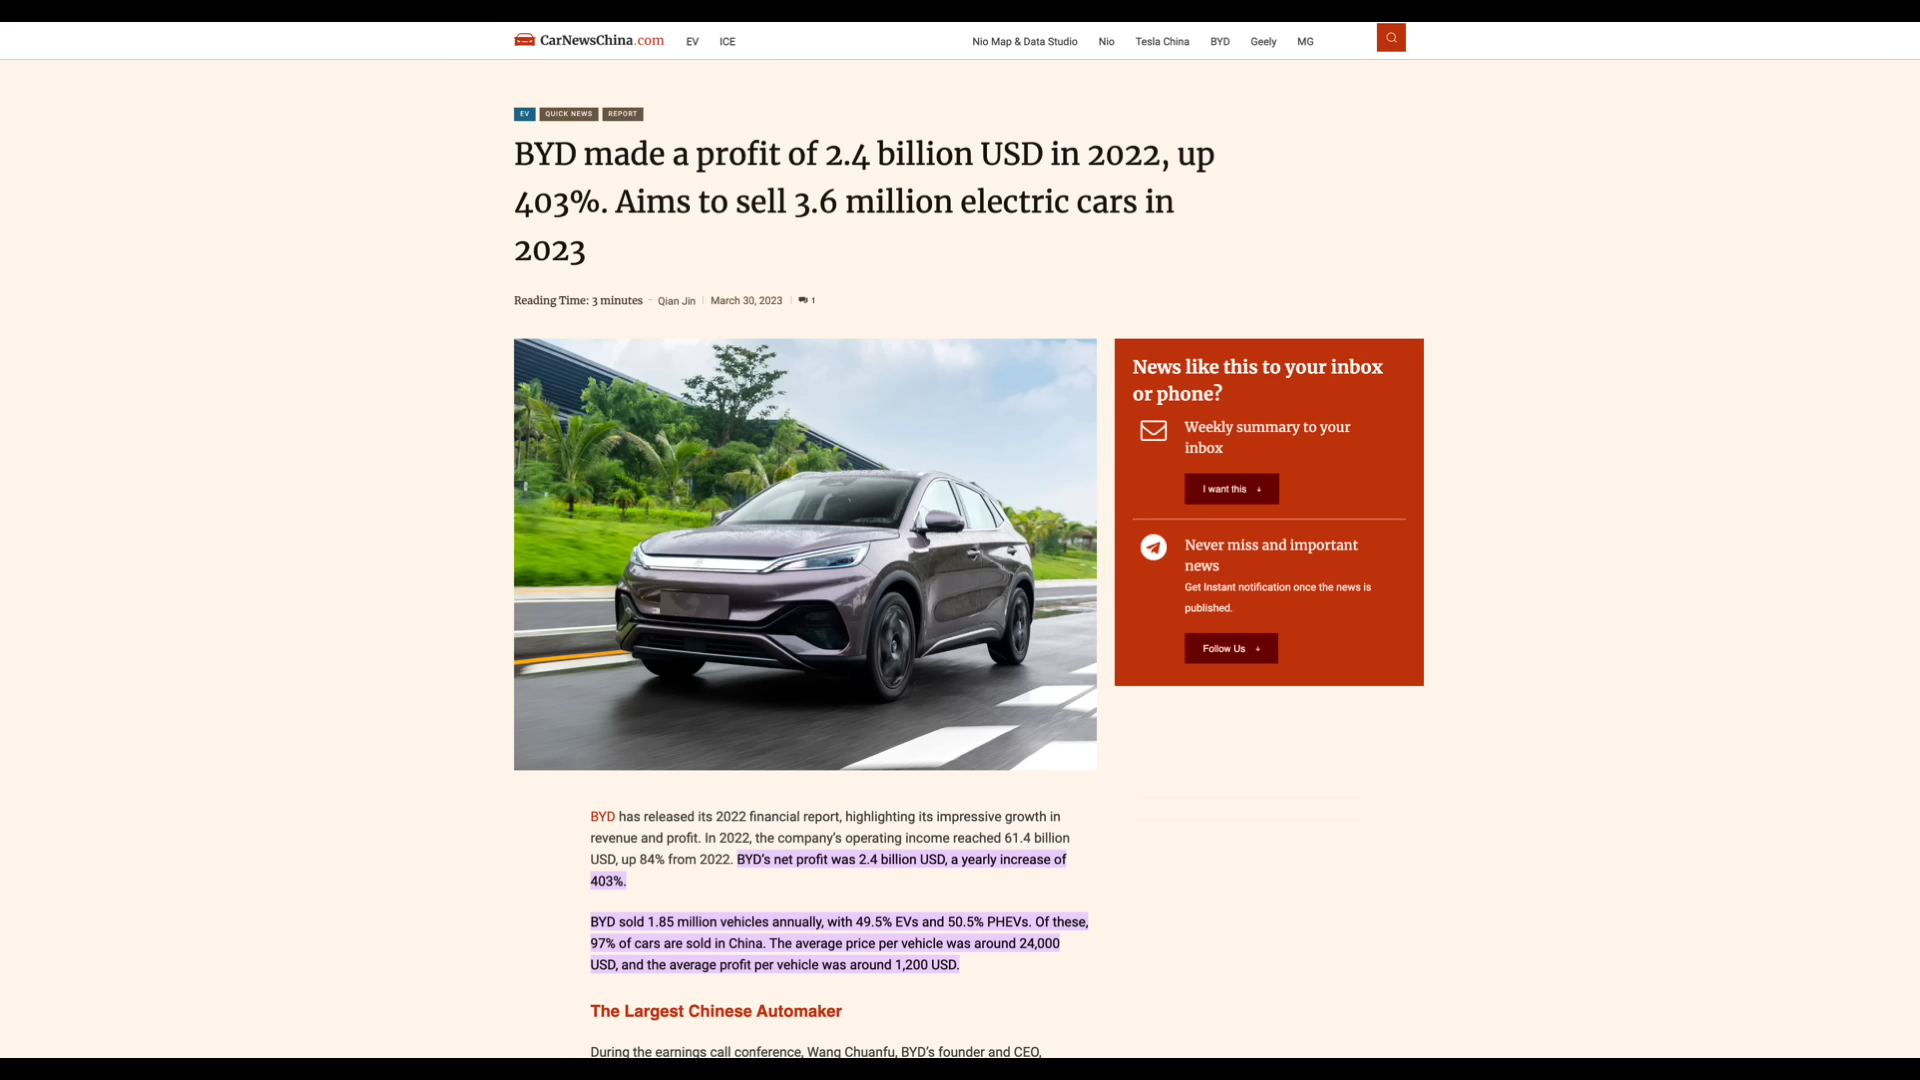 CarNewsChina.com EV ICE Nio Map & Data Studio Nio Tesla China BYD Geely MG
EV QUICK NEWS REPORT
BYD made a profit of 2.4 billion USD in 2022, up
403%. Aims to sell 3.6 million electric cars in
2023
Reading Time: 3 minutes - Qian Jin March 30, 2023 1
News like this to your inbox
or phone?
Weekly summary to your
inbox
I want this
Never miss and important
news
Get Instant notification once the news is
published.
Follow Us
BYD has released its 2022 financial report, highlighting its impressive growth in
revenue and profit. In 2022, the company's operating income reached 61.4 billion
USD, up 84% from 2022. BYD's net profit was 2.4 billion USD, a yearly increase of
403%.
BYD sold 1.85 million vehicles annually, with 49.5% EVs and 50.5% PHEVs. Of these,
97% of cars are sold in China. The average price per vehicle was around 24,000
USD, and the average profit per vehicle was around 1,200 USD.
The Largest Chinese Automaker
During the earnings call conference, Wang Chuanfu, BYD's founder and CEO,